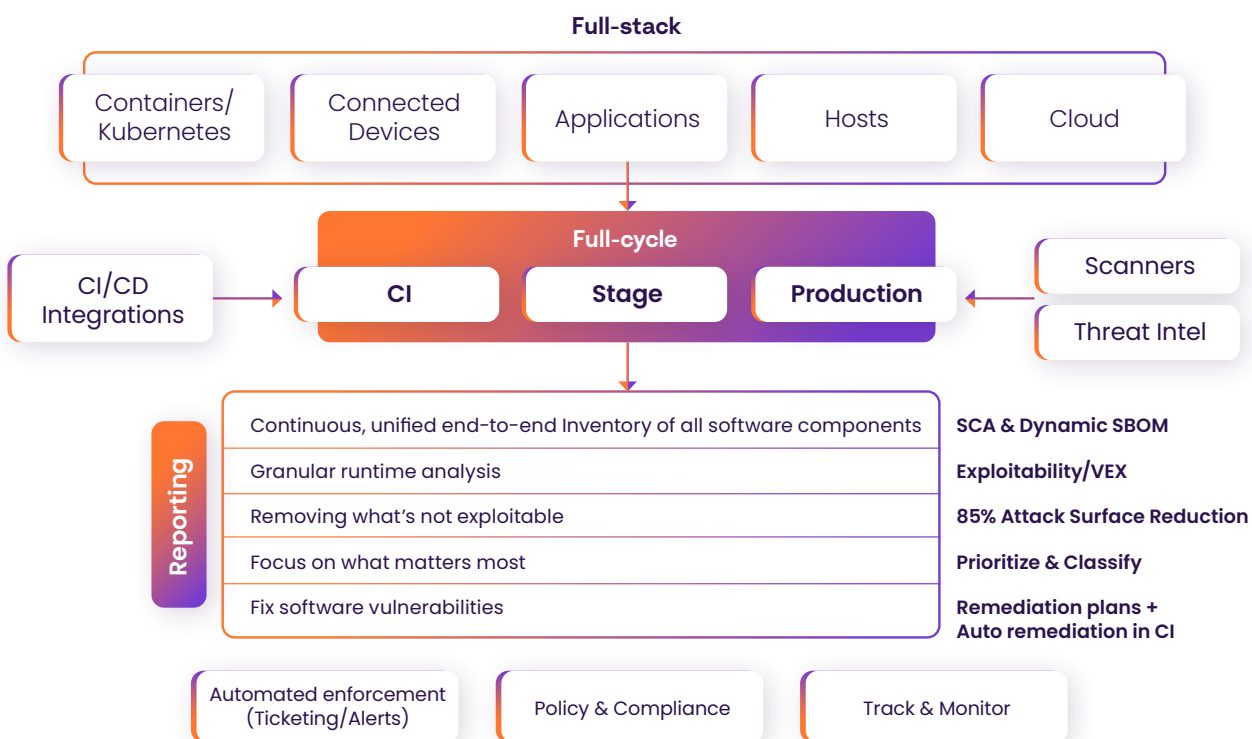 Full-stack
Containers/
Kubernetes
Connected
Devices
Applications
Hosts
Cloud
Full-cycle
CI/CD
Integrations
CI
Stage
Production
Scanners
Threat Intel
Reporting
Continuous, unified end-to-end Inventory of all software components
SCA & Dynamic SBOM
Granular runtime analysis
Exploitability/VEX
Removing what’s not exploitable
85% Attack Surface Reduction
Focus on what matters most
Prioritize & Classify
Fix software vulnerabilities
Remediation plans +
Auto remediation in CI
Automated enforcement
(Ticketing/Alerts)
Policy & Compliance
Track & Monitor